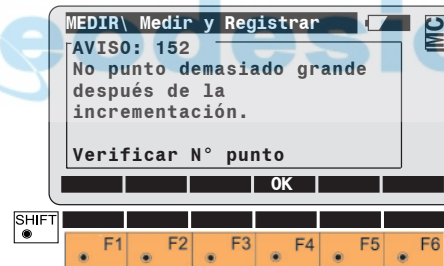 MEDIR\ Medir y Registrar MC
AVISO: 152
No punto demasiado grande
después de la
incrementación.
Verificar N° punto
OK
SHIFT
F1 F2 F3 F4 F5 F6